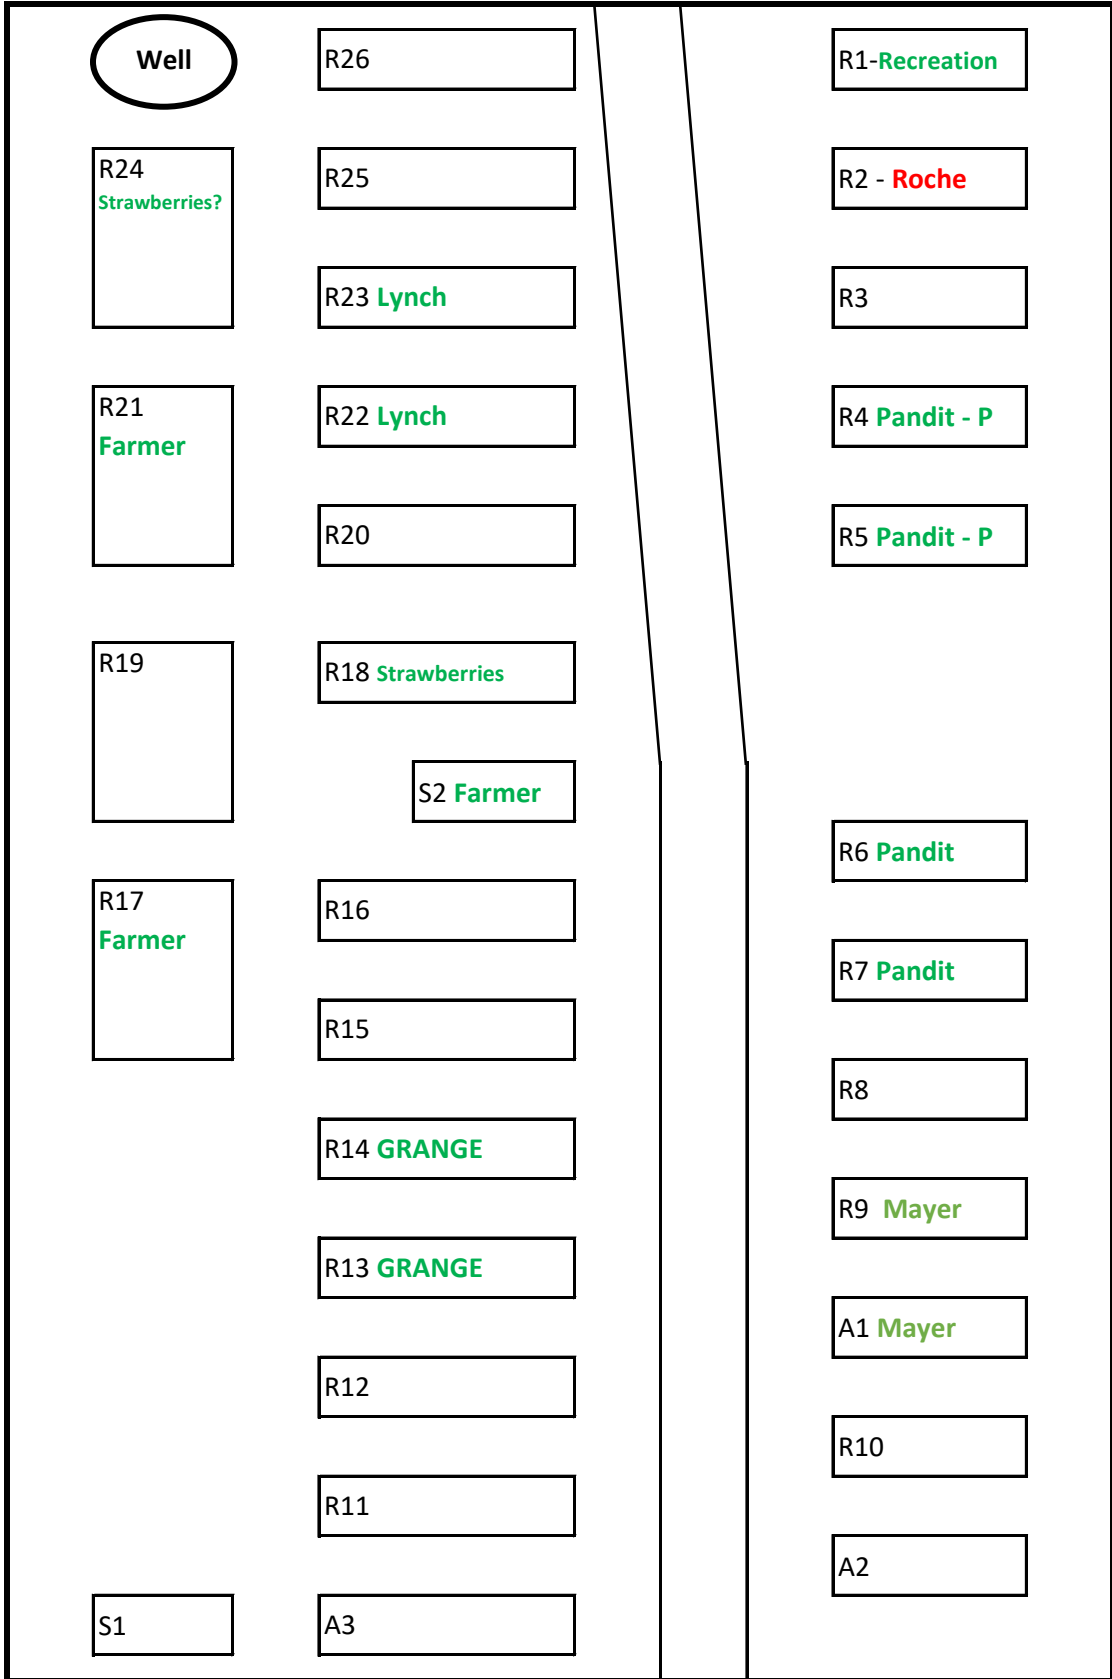 Well
R26
R1-Recreation
R24
Strawberries?
R25
R2 - Roche
R23 Lynch
R3
R21
Farmer
R22 Lynch
R4 Pandit - P
R20
R5 Pandit - P
R19
R18 Strawberries
S2 Farmer
R6 Pandit
R17
Farmer
R16
R7 Pandit
R15
R8
R14 GRANGE
R9 Mayer
R13 GRANGE
A1 Mayer
R12
R10
R11
A2
S1
A3